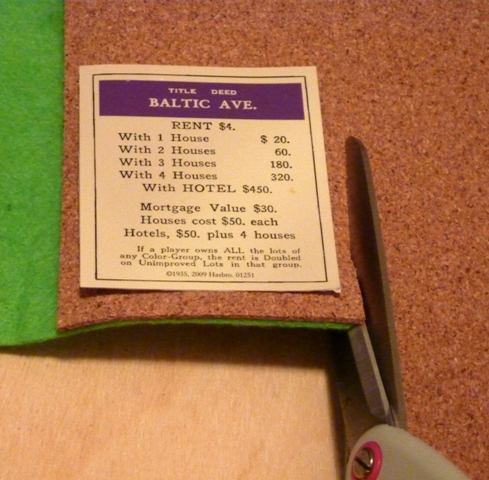 TITLE DEED
BALTIC AVE.
RENT $4.
With 1 House $ 20.
With 2 Houses 60.
With 3 Houses 180.
With 4 Houses 320.
With HOTEL $450.
Mortgage Value $30.
Houses cost $50. each
Hotels, $50. plus 4 houses
If a player owns ALL the lots of
any Color-Group, the rent is Doubled
on Unimproved Lots in that group.
©1935, 2009 Hasbro. 01251